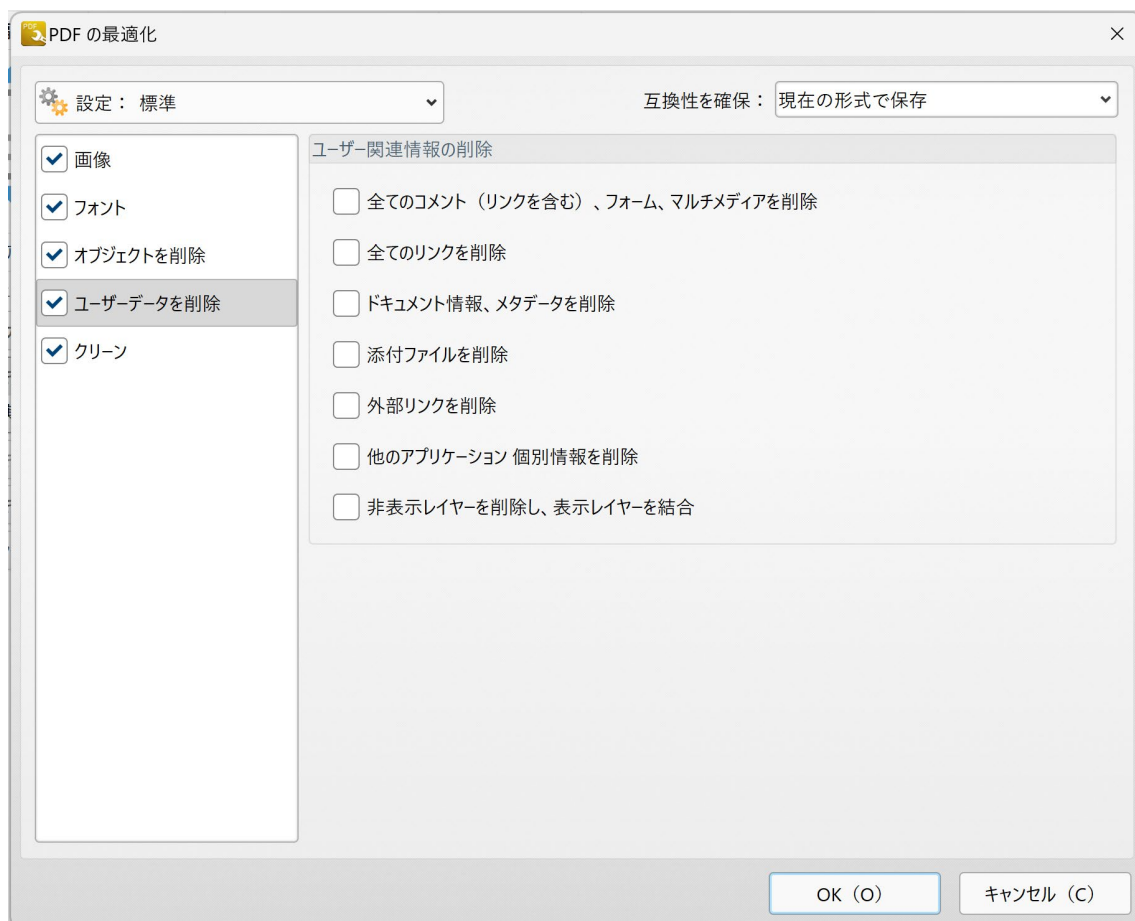 PDF の最適化
設定： 標準
互換性を確保： 現在の形式で保存
画像
フォント
オブジェクトを削除
ユーザーデータを削除
クリーン
ユーザー関連情報の削除
全てのコメント（リンクを含む）、フォーム、マルチメディアを削除
全てのリンクを削除
ドキュメント情報、メタデータを削除
添付ファイルを削除
外部リンクを削除
他のアプリケーション 個別情報を削除
非表示レイヤーを削除し、表示レイヤーを結合
OK（O）
キャンセル（C）